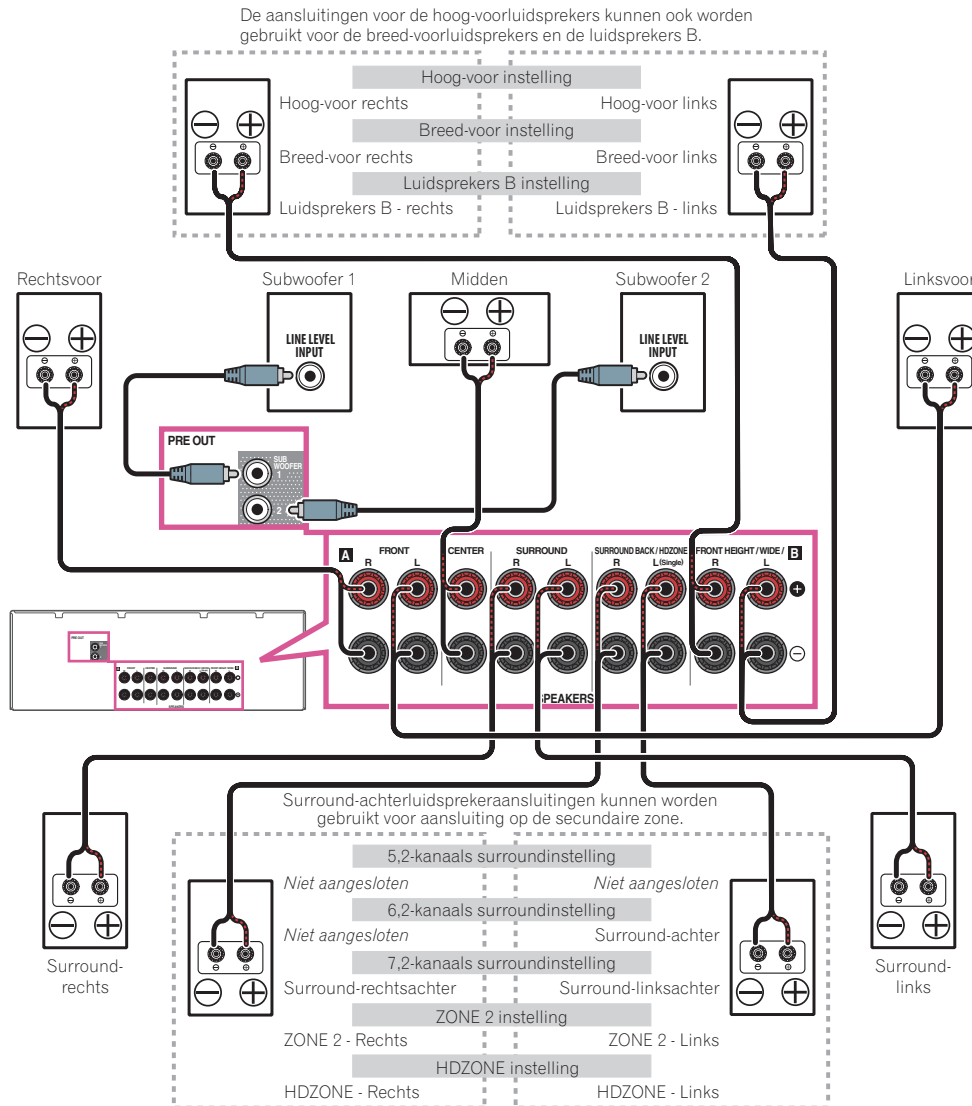 De aansluitingen voor de hoog-voorluidsprekers kunnen ook worden
gebruikt voor de breed-voorluidsprekers en de luidsprekers B.
Hoog-voor instelling
Hoog-voor rechts
Hoog-voor links
Breed-voor instelling
Breed-voor rechts
Breed-voor links
Luidsprekers B instelling
Luidsprekers B - rechts
Luidsprekers B - links
Rechtsvoor
Subwoofer 1
Midden
Subwoofer 2
Linksvoor
LINE LEVEL
INPUT
LINE LEVEL
INPUT
PRE OUT
SUB
WOOFER
1
2
A
FRONT
CENTER
SURROUND
SURROUND BACK / HDZONE
FRONT HEIGHT / WIDE /
B
R
L
R
L
R
L (Single)
R
L
SPEAKERS
PRE OUT
Surround-achterluidsprekeraansluitingen kunnen worden
gebruikt voor aansluiting op de secundaire zone.
5,2-kanaals surroundinstelling
Niet aangesloten
Niet aangesloten
6,2-kanaals surroundinstelling
Niet aangesloten
Surround-achter
7,2-kanaals surroundinstelling
Surround-rechtsachter
Surround-linksachter
ZONE 2 instelling
ZONE 2 - Rechts
ZONE 2 - Links
HDZONE instelling
HDZONE - Rechts
HDZONE - Links
Surround-
rechts
Surround-
links